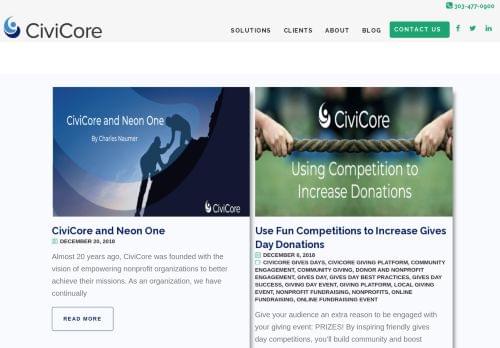 303-477-0900
CiviCore
SOLUTIONS
CLIENTS
ABOUT
BLOG
CONTACT US
CiviCore and Neon One
By Charles Naumer
CiviCore
CiviCore
Using Competition to
Increase Donations
CiviCore and Neon One
DECEMBER 20, 2018
Almost 20 years ago, CiviCore was founded with the
vision of empowering nonprofit organizations to better
achieve their missions. As an organization, we have
continually
READ MORE
Use Fun Competitions to Increase Gives
Day Donations
DECEMBER 6, 2018
CIVICORE GIVES DAYS, CIVICORE GIVING PLATFORM, COMMUNITY
ENGAGEMENT, COMMUNITY GIVING, DONOR AND NONPROFIT
ENGAGEMENT, GIVES DAY, GIVES DAY BEST PRACTICES, GIVES DAY
SUCCESS, GIVING DAY EVENT, GIVING PLATFORM, LOCAL GIVING
EVENT, NONPROFIT FUNDRAISING, NONPROFITS, ONLINE
FUNDRAISING, ONLINE FUNDRAISING EVENT
Give your audience an extra reason to be engaged with
your giving event: PRIZES! By inspiring friendly gives
day competitions, you'll build community and boost